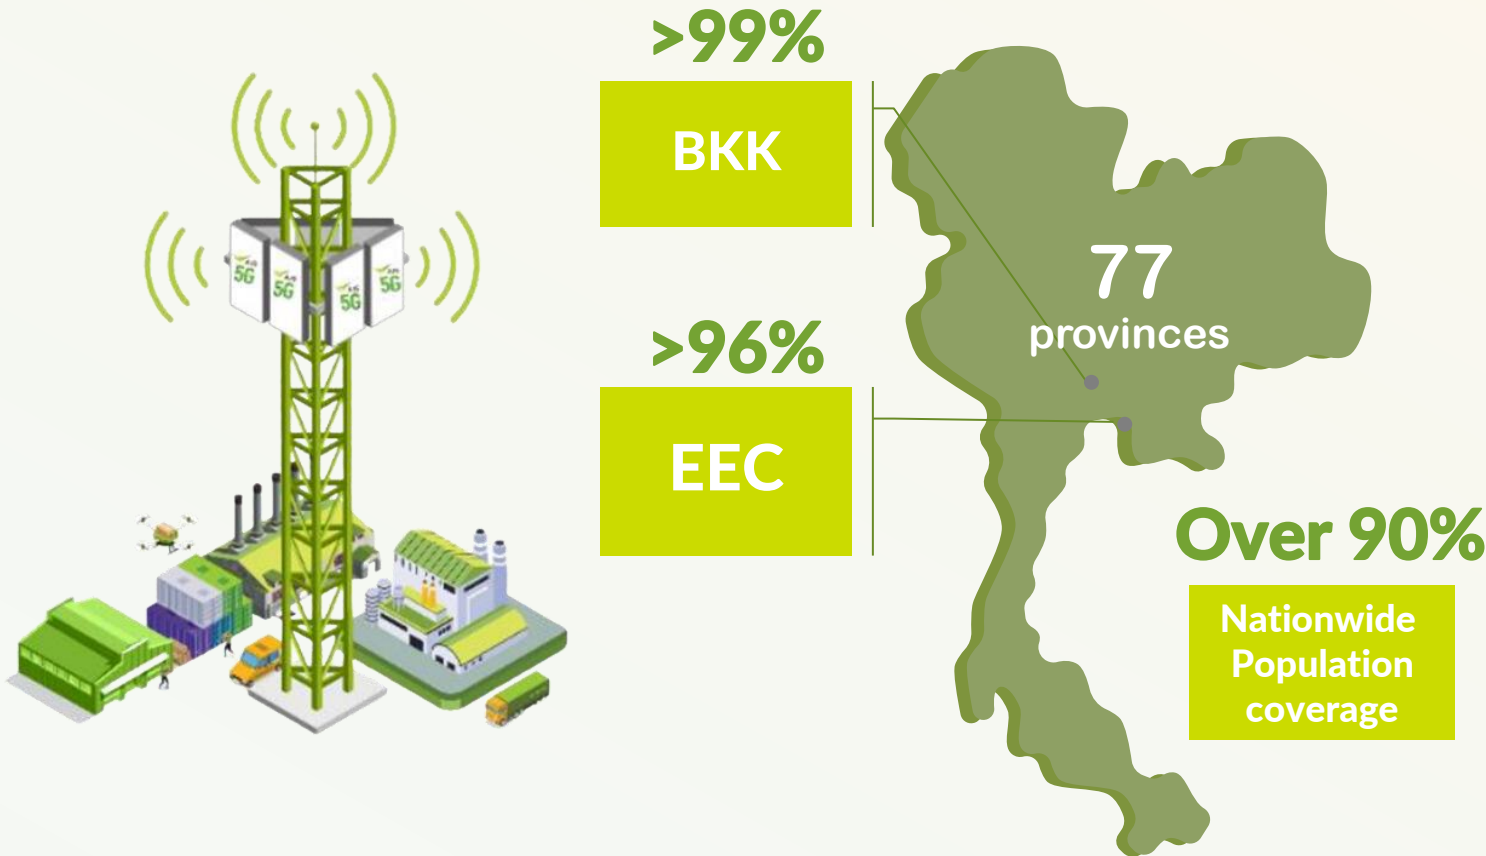 >99%
BKK
>96%
EEC
77
provinces
Over 90%
Nationwide
Population
coverage
5G
5G
5G
5G